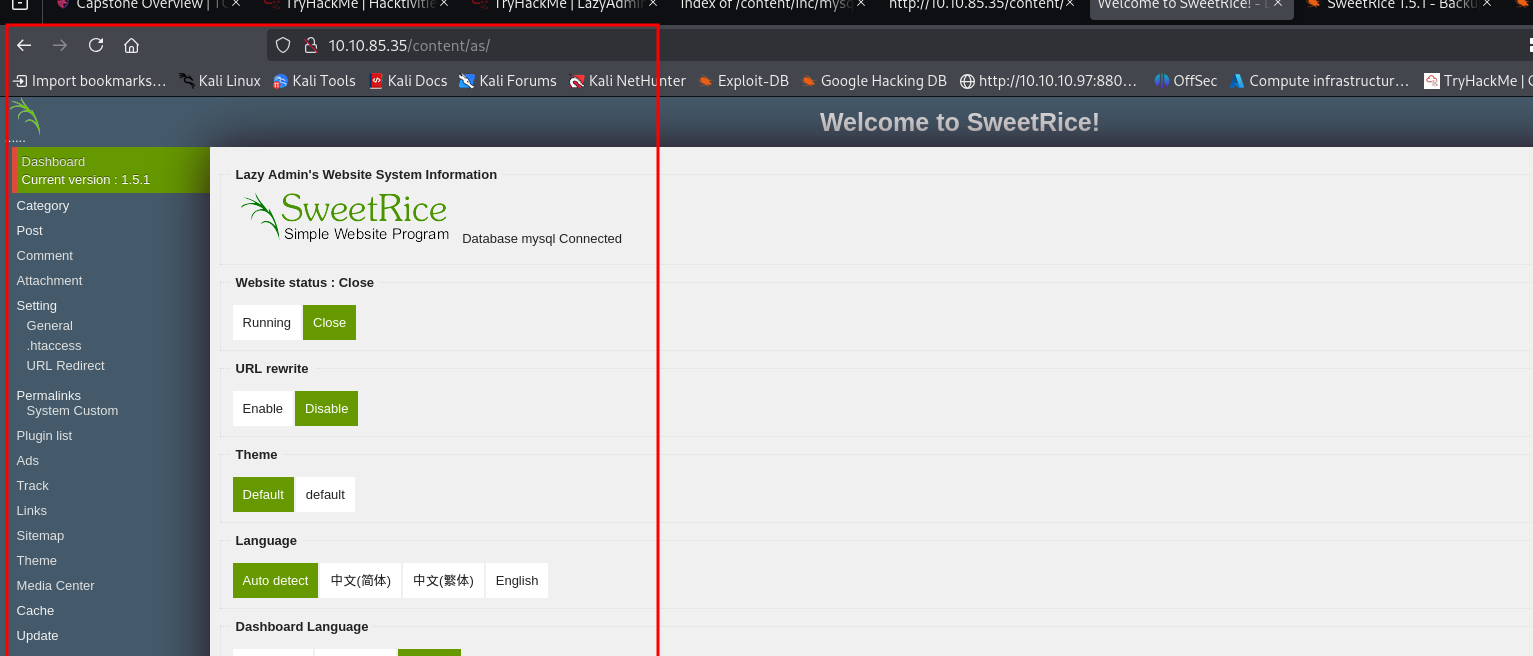 Capstone Overview | T
TryHackMe | Hacktivitie
TryHackMe | LazyAdmi
Index of /content/inc/mysq
http://10.10.85.35/content/
Welcome to SweetRice! -
SweetRice 1.5.1 - Backu
10.10.85.35/content/as/
Import bookmarks… Kali Linux Kali Tools Kali Docs Kali Forums Kali NetHunter Exploit-DB Google Hacking DB http://10.10.10.97:880… OffSec Compute infrastructur… TryHackMe |
Welcome to SweetRice!
.....
Dashboard
Current version : 1.5.1
Category
Post
Comment
Attachment
Setting
General
.htaccess
URL Redirect
Permalinks
System Custom
Plugin list
Ads
Track
Links
Sitemap
Theme
Media Center
Cache
Update
Lazy Admin's Website System Information
SweetRice
Simple Website Program
Database mysql Connected
Website status : Close
Running Close
URL rewrite
Enable Disable
Theme
Default default
Language
Auto detect 中文(简体) 中文(繁体) English
Dashboard Language